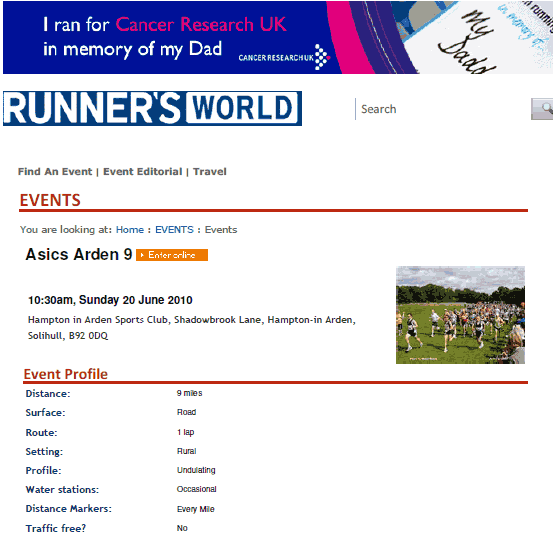 I ran for Cancer Research UK
in memory of my Dad
CANCER RESEARCH UK
my
Dadd
in memory
RUNNER'S WORLD
Search
Find An Event | Event Editorial | Travel
EVENTS
You are looking at: Home : EVENTS : Events
Asics Arden 9 Enter online
10:30am, Sunday 20 June 2010
Hampton in Arden Sports Club, Shadowbrook Lane, Hampton-in Arden,
Solihull, B92 0DQ
Event Profile
Distance: 9 miles
Surface: Road
Route: 1 lap
Setting: Rural
Profile: Undulating
Water stations: Occasional
Distance Markers: Every Mile
Traffic free? No